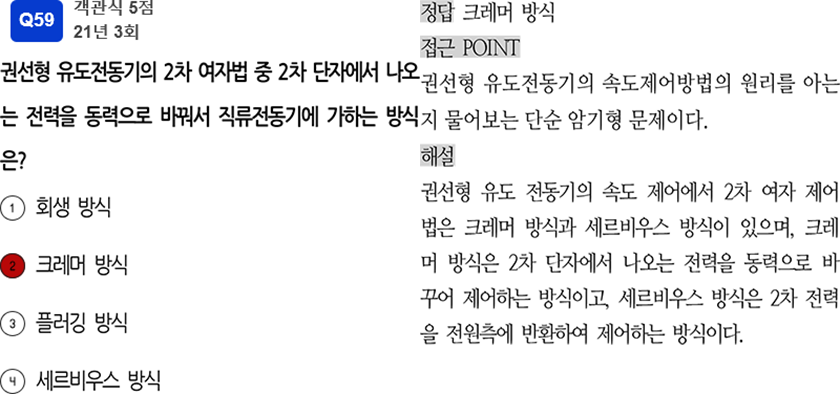 Q59
객관식 5점
21년 3회
권선형 유도전동기의 2차 여자법 중 2차 단자에서 나오
는 전력을 동력으로 바꿔서 직류전동기에 가하는 방식
은?
1 회생 방식
2 크레머 방식
3 플러깅 방식
4 세르비우스 방식
정답 크레머 방식
접근 POINT
권선형 유도전동기의 속도제어방법의 원리를 아는
지 물어보는 단순 암기형 문제이다.
해설
권선형 유도 전동기의 속도 제어에서 2차 여자 제어
법은 크레머 방식과 세르비우스 방식이 있으며, 크레
머 방식은 2차 단자에서 나오는 전력을 동력으로 바
꾸어 제어하는 방식이고, 세르비우스 방식은 2차 전력
을 전원측에 반환하여 제어하는 방식이다.